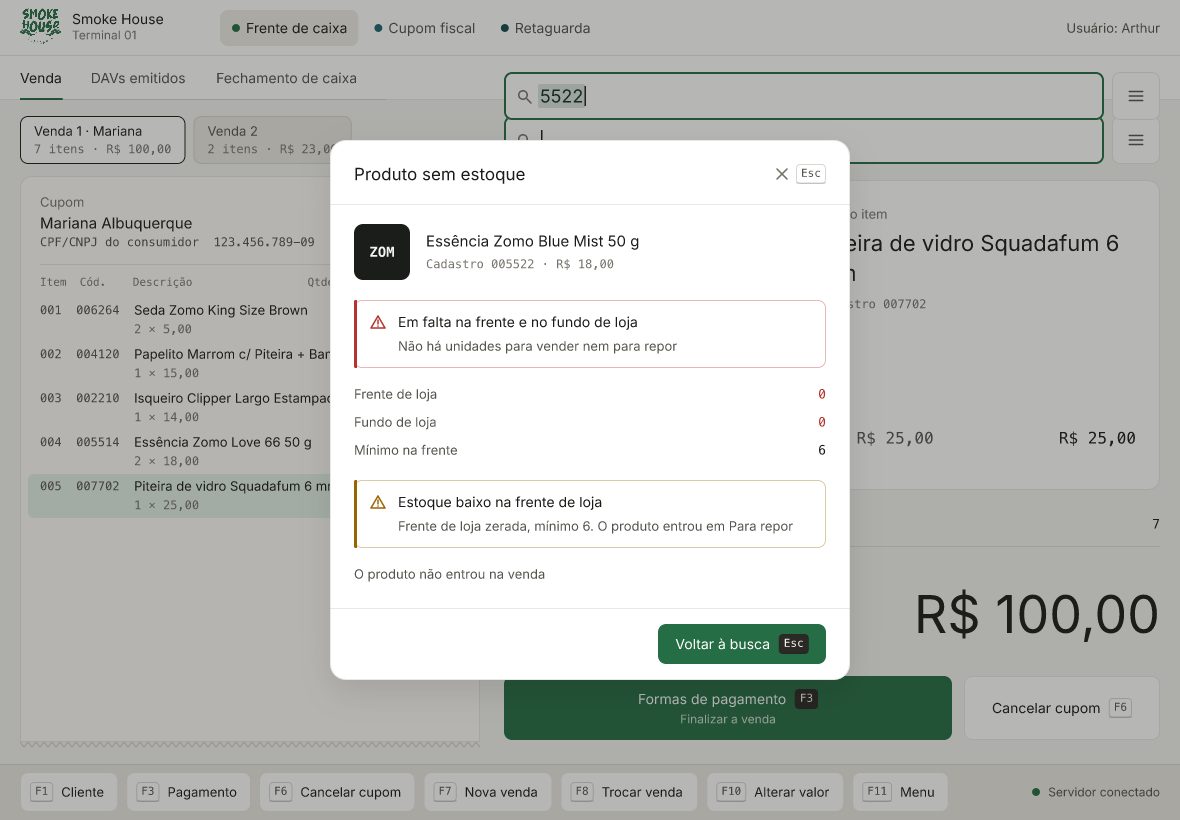 SMOKE
HOUSE
Smoke House
Terminal 01
Frente de caixa
Cupom fiscal
Retaguarda
Usuário: Arthur
Venda
DAVs emitidos
Fechamento de caixa
5522
Venda 1 · Mariana
7 itens · R$ 100,00
Venda 2
2 itens · R$ 23,0
Cupom
Mariana Albuquerque
CPF/CNPJ do consumidor 123.456.789-09
Item Cód. Descrição Qtd
001 006264 Seda Zomo King Size Brown
2 × 5,00
002 004120 Papelito Marrom c/ Piteira + Ban
1 × 15,00
003 002210 Isqueiro Clipper Largo Estampad
1 × 14,00
004 005514 Essência Zomo Love 66 50 g
2 × 18,00
005 007702 Piteira de vidro Squadafum 6 m
1 × 25,00
Produto sem estoque
Esc
ZOM
Essência Zomo Blue Mist 50 g
Cadastro 005522 · R$ 18,00
Em falta na frente e no fundo de loja
Não há unidades para vender nem para repor
Frente de loja 0
Fundo de loja 0
Mínimo na frente 6
Estoque baixo na frente de loja
Frente de loja zerada, mínimo 6. O produto entrou em Para repor
O produto não entrou na venda
Voltar à busca Esc
o item
eira de vidro Squadafum 6
stro 007702
R$ 25,00 R$ 25,00
7
R$ 100,00
Formas de pagamento F3
Finalizar a venda
Cancelar cupom F6
F1 Cliente
F3 Pagamento
F6 Cancelar cupom
F7 Nova venda
F8 Trocar venda
F10 Alterar valor
F11 Menu
Servidor conectado